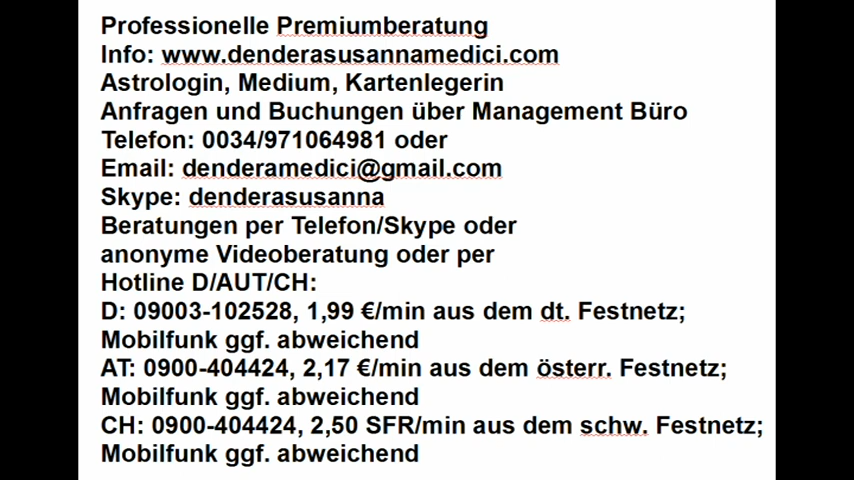 Professionelle Premiumberatung
Info: www.denderasusannamedici.com
Astrologin, Medium, Kartenlegerin
Anfragen und Buchungen über Management Büro
Telefon: 0034/971064981 oder
Email: denderamedici@gmail.com
Skype: denderasusanna
Beratungen per Telefon/Skype oder
anonyme Videoberatung oder per
Hotline D/AUT/CH:
D: 09003-102528, 1,99 €/min aus dem dt. Festnetz;
Mobilfunk ggf. abweichend
AT: 0900-404424, 2,17 €/min aus dem österr. Festnetz;
Mobilfunk ggf. abweichend
CH: 0900-404424, 2,50 SFR/min aus dem schw. Festnetz;
Mobilfunk ggf. abweichend